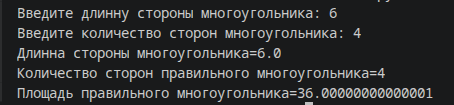 Введите длинну стороны многоугольника: 6
Введите количество сторон многоугольника: 4
Длинна стороны многоугольника=6.0
Количество сторон правильного многоугольника=4
Площадь правильного многоугольника=36.00000000000001